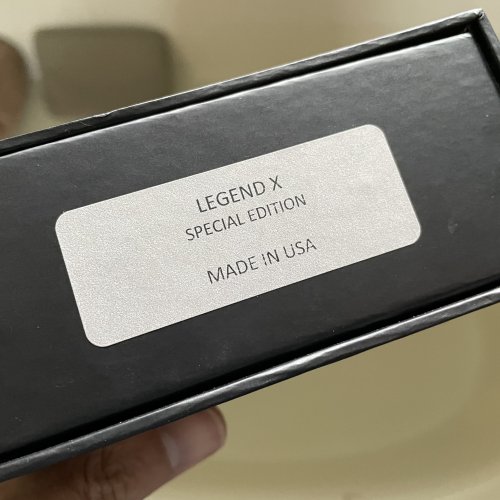 LEGEND X
SPECIAL EDITION
MADE IN USA